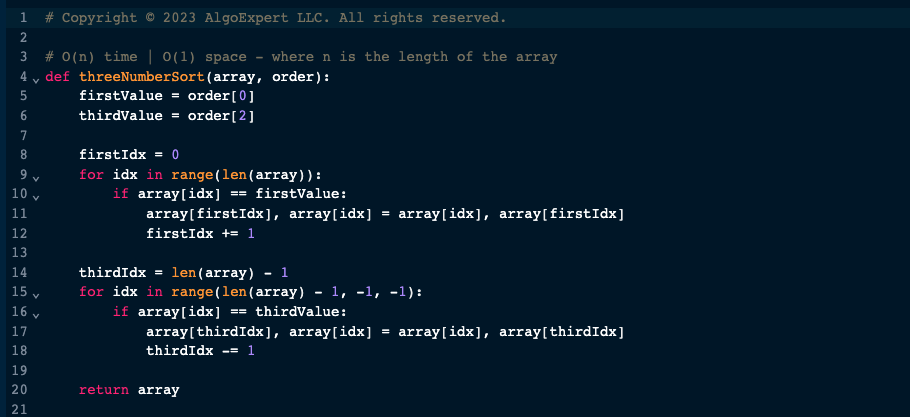 1 # Copyright © 2023 AlgoExpert LLC. All rights reserved.
2
3 # O(n) time | O(1) space - where n is the length of the array
4 def threeNumberSort(array, order):
5     firstValue = order[0]
6     thirdValue = order[2]
7
8     firstIdx = 0
9     for idx in range(len(array)):
10         if array[idx] == firstValue:
11             array[firstIdx], array[idx] = array[idx], array[firstIdx]
12             firstIdx += 1
13
14     thirdIdx = len(array) - 1
15     for idx in range(len(array) - 1, -1, -1):
16         if array[idx] == thirdValue:
17             array[thirdIdx], array[idx] = array[idx], array[thirdIdx]
18             thirdIdx -= 1
19
20     return array
21